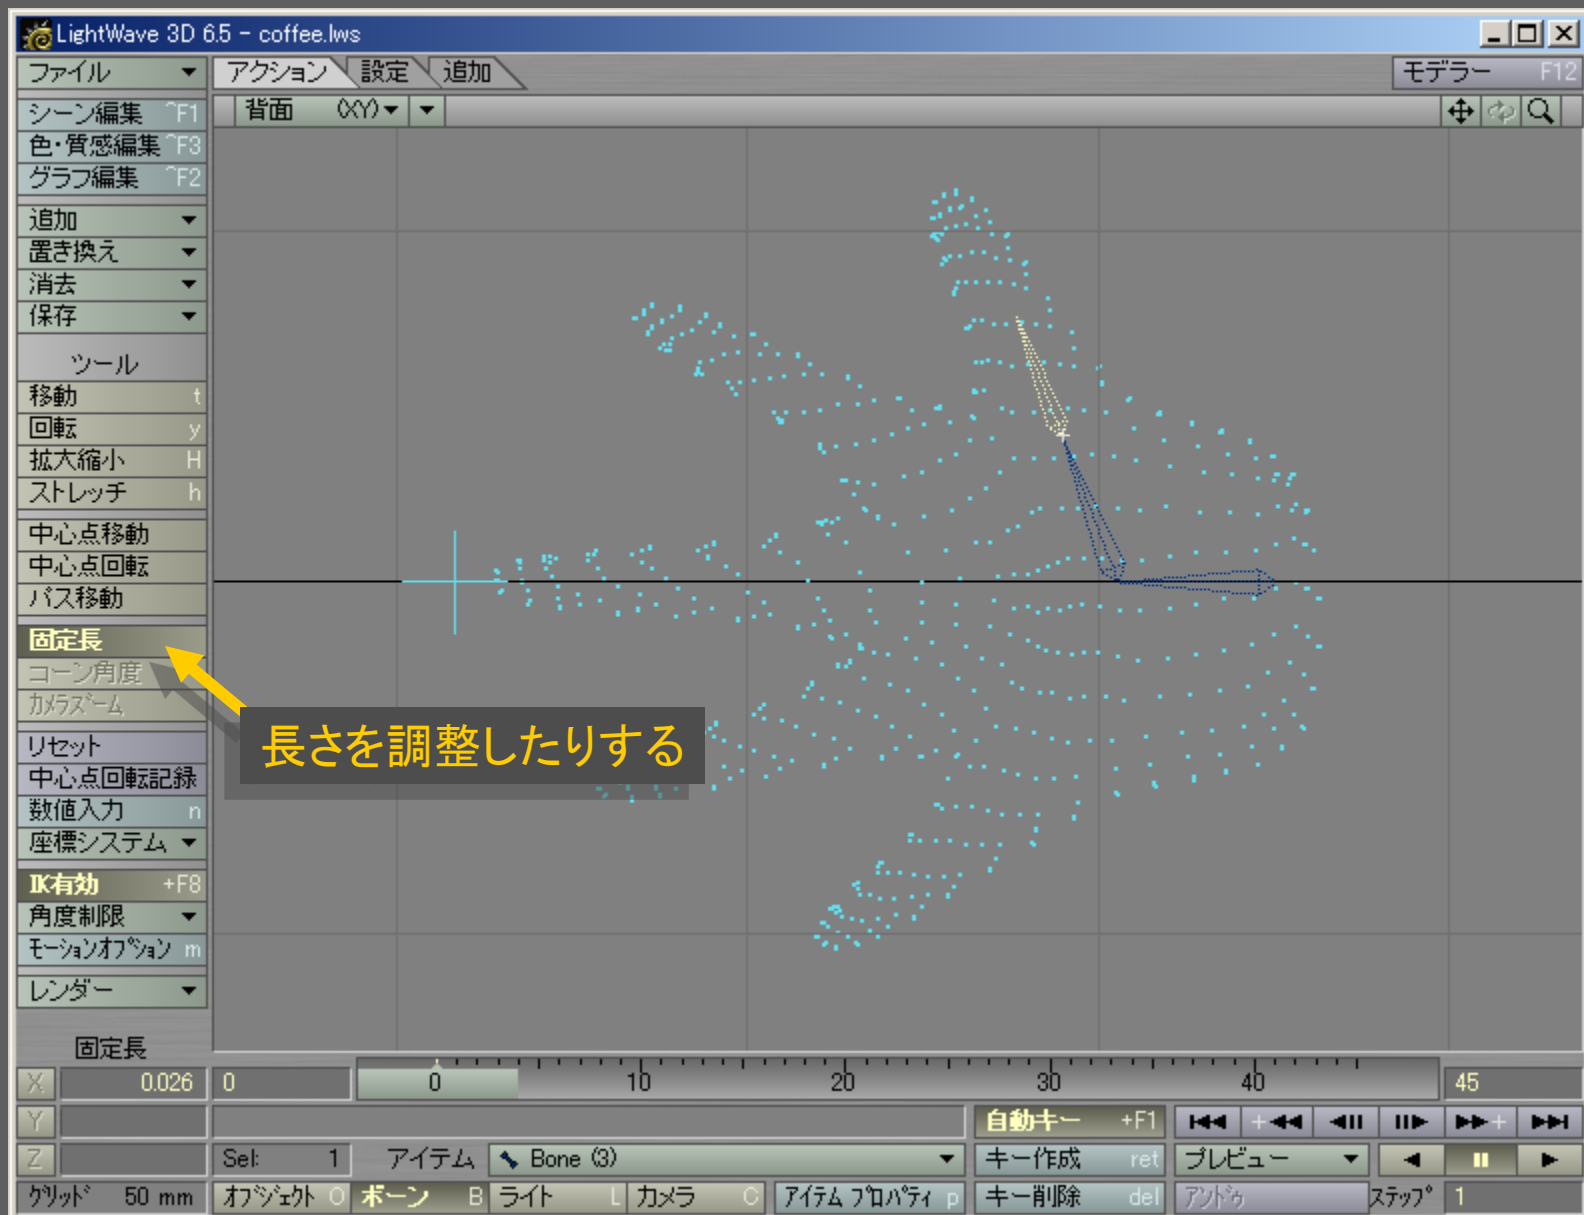 LightWave 3D 6.5 - coffee.lws
ファイル
アクション 設定 追加
モデラー F12
背面 (XY)
シーン編集 ^F1
色・質感編集 ^F3
グラフ編集 ^F2
追加
置き換え
消去
保存
ツール
移動 t
回転 y
拡大縮小 H
ストレッチ h
中心点移動
中心点回転
パス移動
固定長
コーン角度
カメラズーム
長さを調整したりする
リセット
中心点回転記録
数値入力 n
座標システム
IK有効 +F8
角度制限
モーションオプション m
レンダー
固定長
X 0.026 0 0 10 20 30 40 45
Y 自動キー +F1
Z Sel: 1 アイテム Bone (3) キー作成 ret プレビュー
グリッド 50 mm オブジェクト O ボーン B ライト L カメラ C アイテム プロパティ p キー削除 del アンドゥ ステップ 1